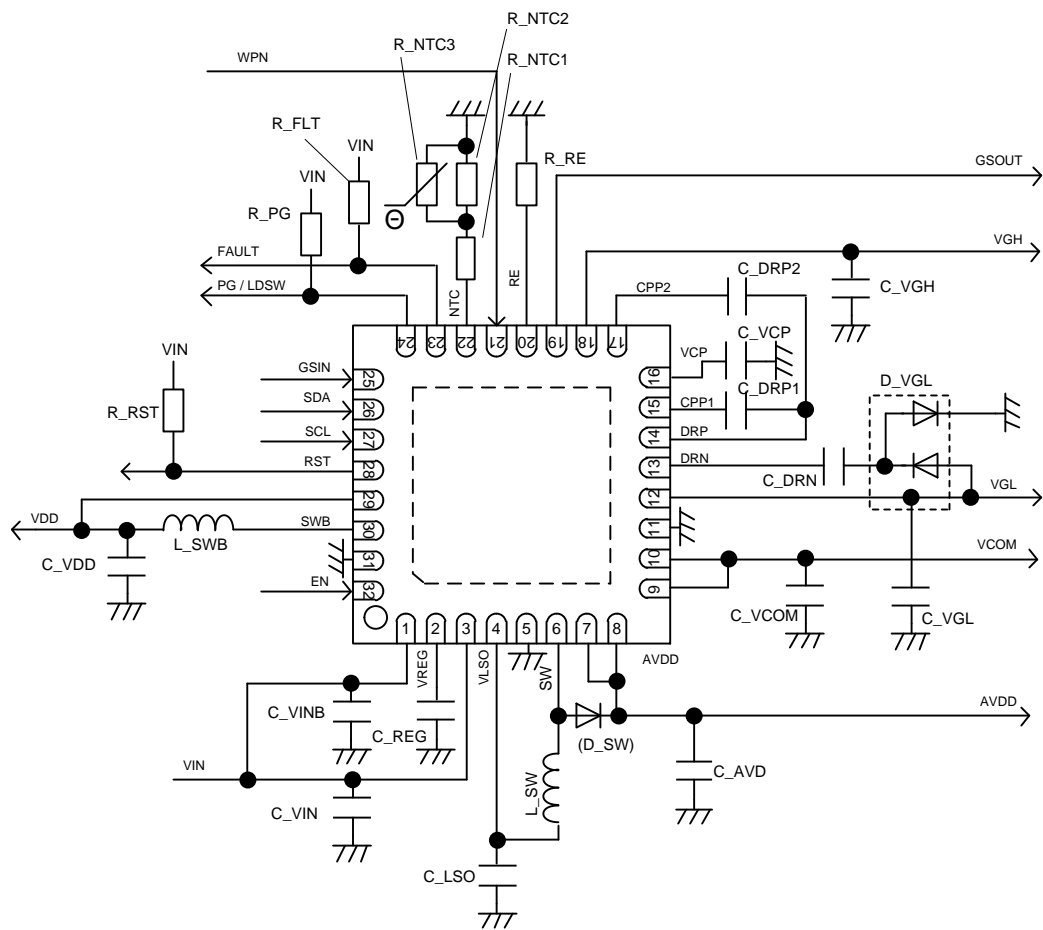 R_NTC2
R_NTC3
WPN
R_NTC1
R_FLT
VIN
R_RE
GSOUT
VIN
R_PG
FAULT
VGH
PG / LDSW
NTC
RE
CPP2
C_DRP2
C_VGH
24
23
22
21
20
19
18
17
C_VCP
VIN
VCP
16
GSIN
25
C_DRP1
D_VGL
SDA
26
CPP1
15
R_RST
SCL
27
DRP
14
RST
28
DRN
13
C_DRN
29
12
VGL
VDD
SWB
30
11
L_SWB
C_VDD
31
10
VCOM
EN
32
9
C_VCOM
C_VGL
1
2
3
4
5
6
7
8
VREG
VLSO
SW
AVDD
C_VINB
C_REG
AVDD
(D_SW)
VIN
L_SW
C_AVD
C_VIN
C_LSO